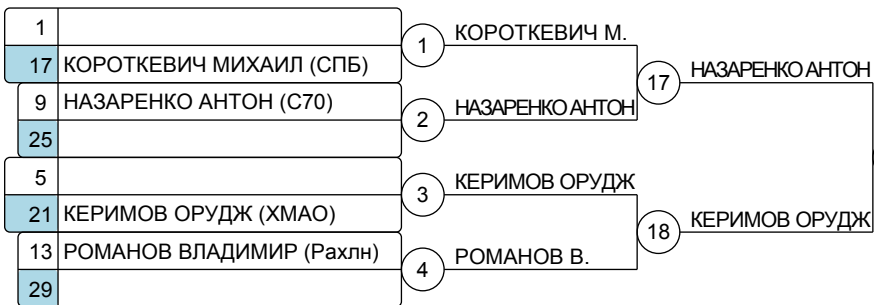 1
17 КОРОТКЕВИЧ МИХАИЛ (СПБ)
1
КОРОТКЕВИЧ М.
9 НАЗАРЕНКО АНТОН (С70)
25
2
НАЗАРЕНКО АНТОН
17
НАЗАРЕНКО АНТОН
5
21 КЕРИМОВ ОРУДЖ (ХМАО)
3
КЕРИМОВ ОРУДЖ
13 РОМАНОВ ВЛАДИМИР (Рахлн)
29
4
РОМАНОВ В.
18
КЕРИМОВ ОРУДЖ